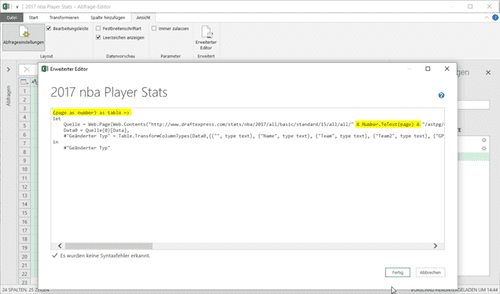 2017 nba Player Stats - Abfrage-Editor
Datei Start Transformieren Spalte hinzufügen Ansicht
Abfrageeinstellungen
Bearbeitungsleiste
Festbreitenschriftart
Leerzeichen anzeigen
Immer zulassen
Erweiterter Editor
Layout Datenvorschau Parameter Erweitert
Abfragen
Erweiterter Editor
2017 nba Player Stats
(page as number) as table =>
let
Quelle = Web.Page(Web.Contents("http://www.draftexpress.com/stats/nba/2017/all/basic/standard/15/all/all/" & Number.ToText(page) & "/astpg/
Data0 = Quelle{0}[Data],
#"Geänderter Typ" = Table.TransformColumnTypes(Data0,{{"", type text}, {"Name", type text}, {"Team", type text}, {"Team2", type text}, {"GP"
in
#"Geänderter Typ"
Es wurden keine Syntaxfehler erkannt.
Fertig
Abbrechen
22
23
24 SPALTEN, 25 ZEILEN
UM 14:44